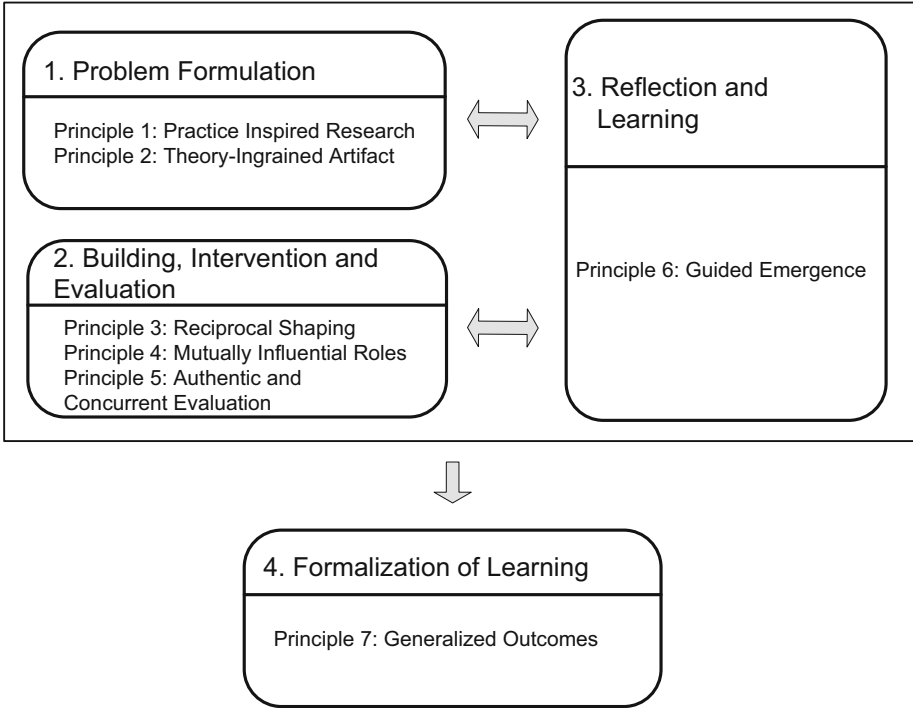 1. Problem Formulation
Principle 1: Practice Inspired Research
Principle 2: Theory-Ingrained Artifact
2. Building, Intervention and
Evaluation
Principle 3: Reciprocal Shaping
Principle 4: Mutually Influential Roles
Principle 5: Authentic and
Concurrent Evaluation
3. Reflection and
Learning
Principle 6: Guided Emergence
4. Formalization of Learning
Principle 7: Generalized Outcomes